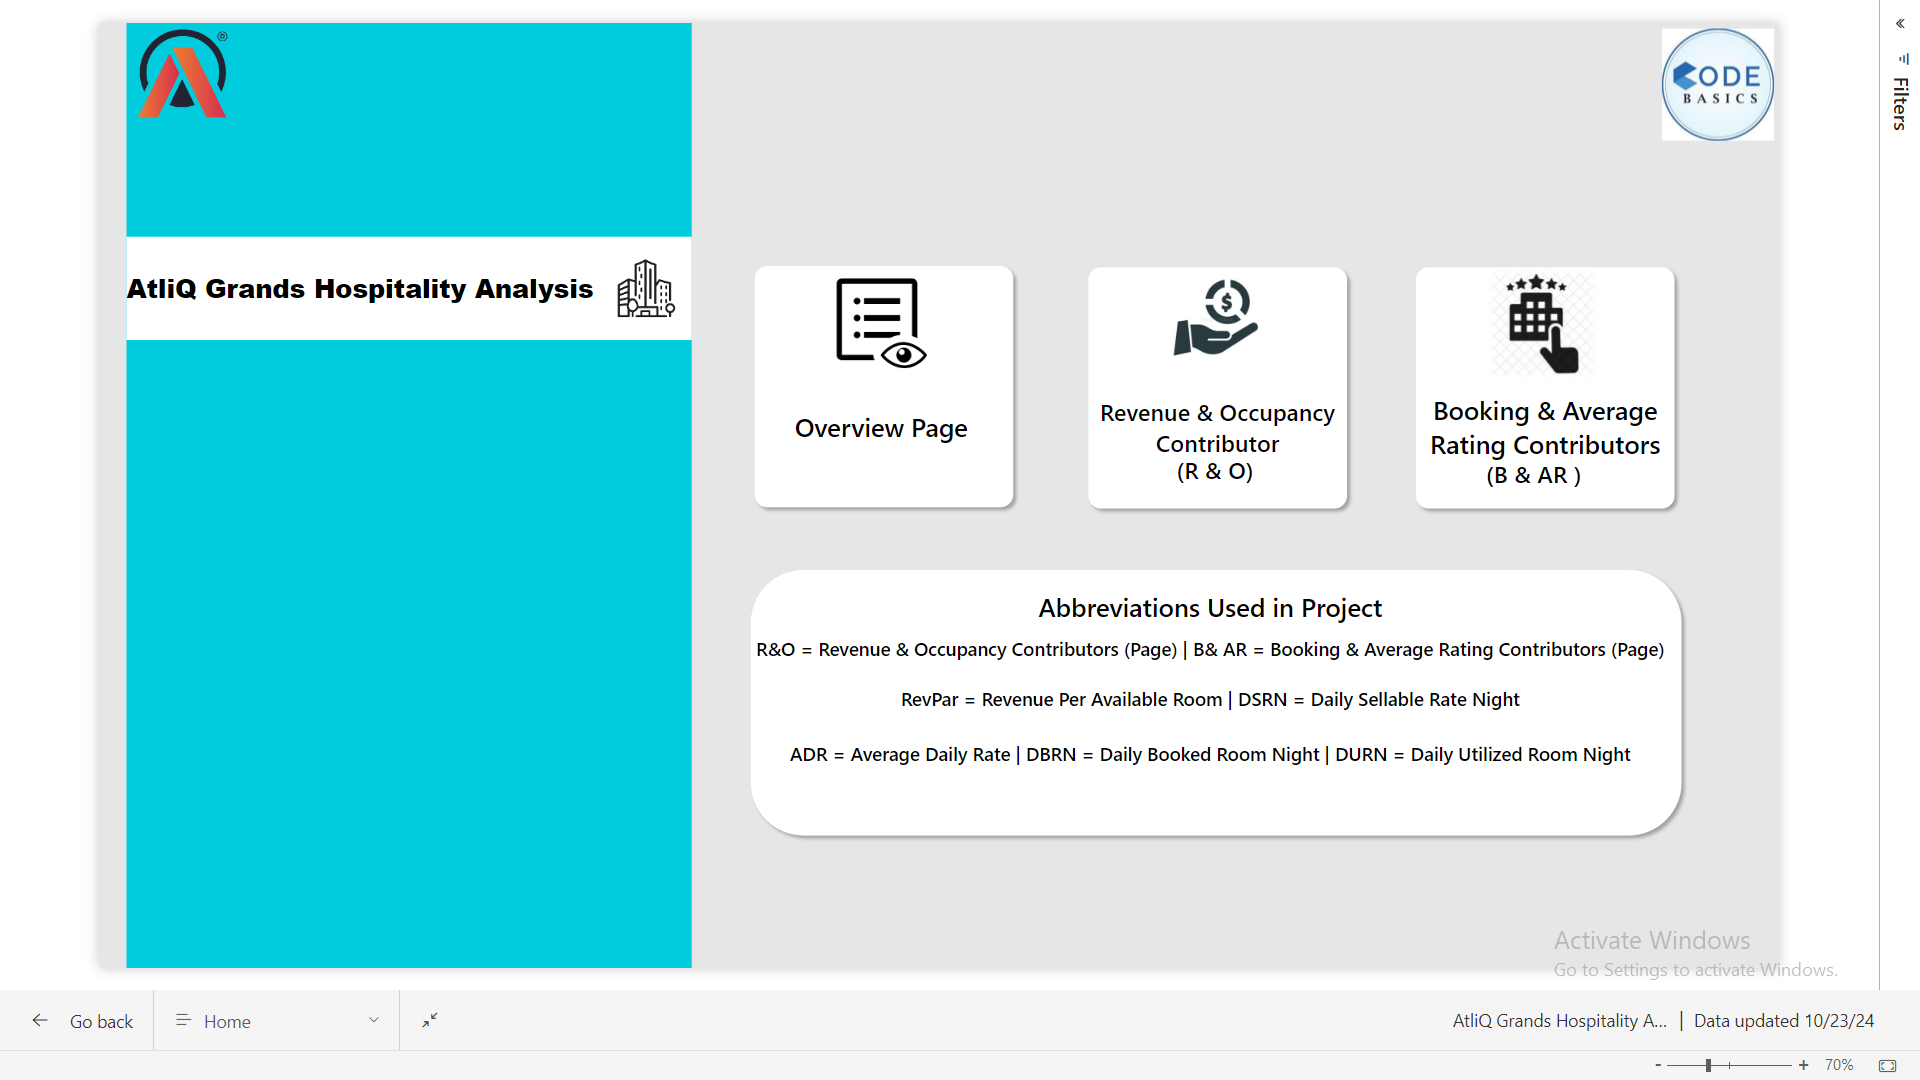 ®
CODE
BASICS
«
Filters
AtliQ Grands Hospitality Analysis
Overview Page
Revenue & Occupancy
Contributor
(R & O)
Booking & Average
Rating Contributors
(B & AR )
Abbreviations Used in Project
R&O = Revenue & Occupancy Contributors (Page) | B& AR = Booking & Average Rating Contributors (Page)
RevPar = Revenue Per Available Room | DSRN = Daily Sellable Rate Night
ADR = Average Daily Rate | DBRN = Daily Booked Room Night | DURN = Daily Utilized Room Night
Activate Windows
Go to Settings to activate Windows.
Go back
Home
AtliQ Grands Hospitality A... | Data updated 10/23/24
- + 70%